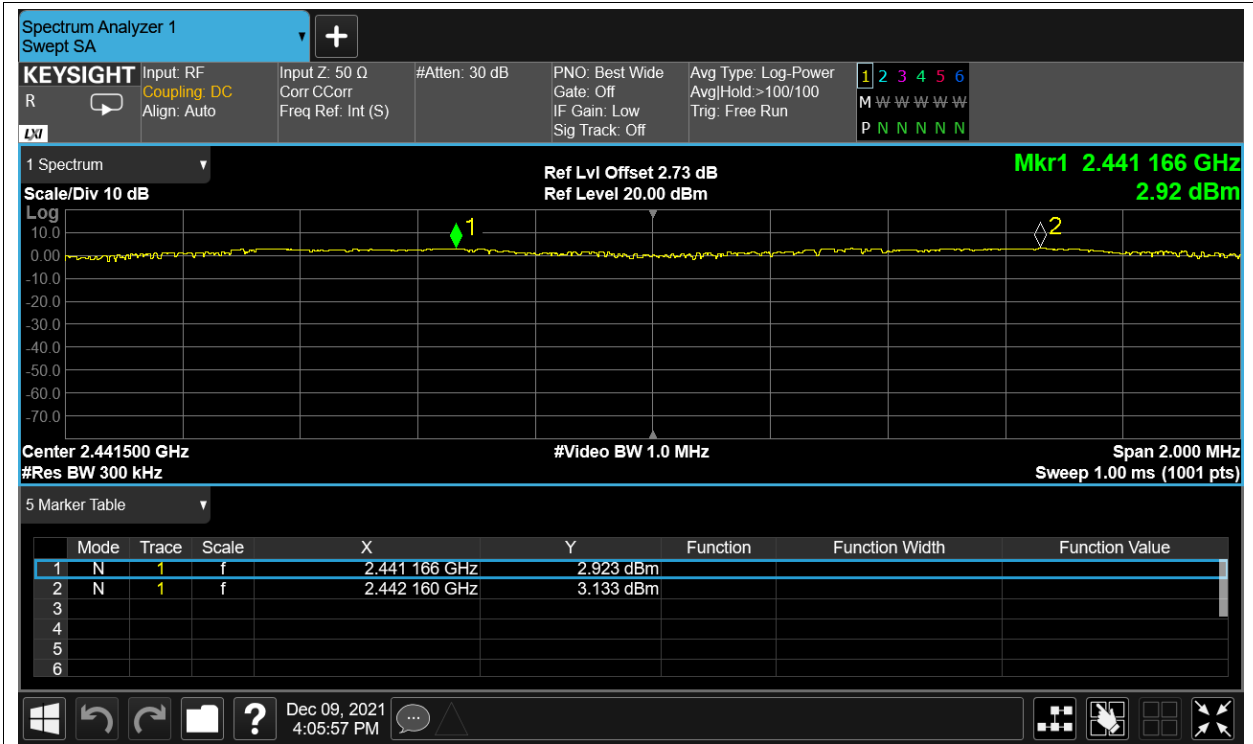 Spectrum Analyzer 1
Swept SA
+
KEYSIGHT Input: RF Input Z: 50 Ω #Atten: 30 dB PNO: Best Wide Avg Type: Log-Power 1 2 3 4 5 6
R Coupling: DC Corr CCorr Gate: Off Avg|Hold:>100/100 M W W W W W
Align: Auto Freq Ref: Int (S) IF Gain: Low Trig: Free Run
LXI Sig Track: Off P N N N N N
1 Spectrum Ref Lvl Offset 2.73 dB Mkr1 2.441 166 GHz
Scale/Div 10 dB Ref Level 20.00 dBm 2.92 dBm
Log
1
2
10.0
0.00
-10.0
-20.0
-30.0
-40.0
-50.0
-60.0
-70.0
Center 2.441500 GHz #Video BW 1.0 MHz Span 2.000 MHz
#Res BW 300 kHz Sweep 1.00 ms (1001 pts)
5 Marker Table
Mode Trace Scale X Y Function Function Width Function Value
1 N 1 f 2.441 166 GHz 2.923 dBm
2 N 1 f 2.442 160 GHz 3.133 dBm
3
4
5
6
? Dec 09, 2021
4:05:57 PM